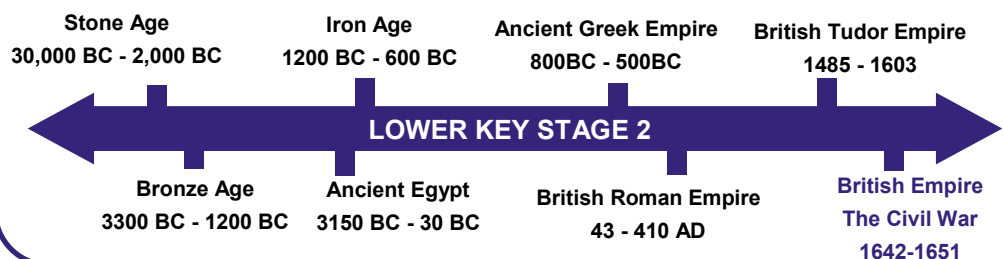 Stone Age
30,000 BC - 2,000 BC
Iron Age
1200 BC - 600 BC
Ancient Greek Empire
800BC - 500BC
British Tudor Empire
1485 - 1603
LOWER KEY STAGE 2
Bronze Age
3300 BC - 1200 BC
Ancient Egypt
3150 BC - 30 BC
British Roman Empire
43 - 410 AD
British Empire
The Civil War
1642-1651